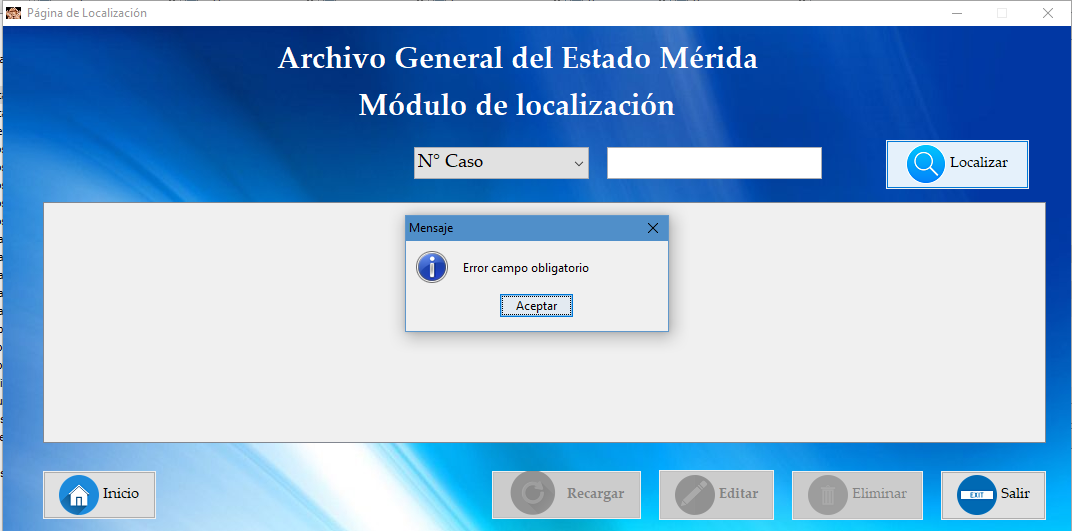 Página de Localización
Archivo General del Estado Mérida
Módulo de localización
N° Caso
Localizar
Mensaje
Error campo obligatorio
Aceptar
Inicio
Recargar
Editar
Eliminar
EXIT
Salir